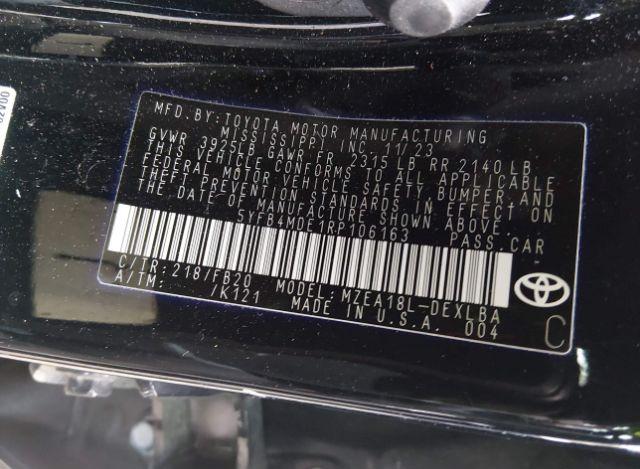 MFD. BY: TOYOTA MOTOR MANUFACTURING
MISSISSIPPI INC 11/23
GVWR 3925LB GAWR FR 2315 LB RR 2140 LB
THIS VEHICLE CONFORMS TO ALL APPLICABLE
FEDERAL MOTOR VEHICLE SAFETY BUMPER, AND
THEFT PREVENTION STANDARDS IN EFFECT ON
THE DATE OF MANUFACTURE SHOWN ABOVE.
5YFB4MDE1RP106163 PASS. CAR
C/TR: 218/FB20 MODEL: MZEA18L-DEXLBA
A/TM: /K121 MADE IN U.S.A. 004
C